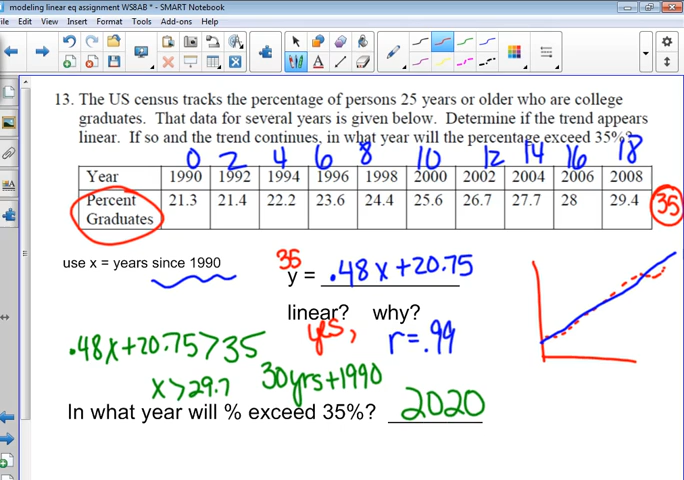 modeling linear eq assignment WS8AB * - SMART Notebook
File Edit View Insert Format Tools Add-ons Help
13. The US census tracks the percentage of persons 25 years or older who are college
graduates. That data for several years is given below. Determine if the trend appears
linear. If so and the trend continues, in what year will the percentage exceed 35%?
0 2 4 6 8 10 12 14 16 18
Year 1990 1992 1994 1996 1998 2000 2002 2004 2006 2008
Percent Graduates 21.3 21.4 22.2 23.6 24.4 25.6 26.7 27.7 28 29.4 35
use x = years since 1990
35
y = .48x+20.75
linear? why?
yes, r=.99
.48x+20.75>35
x>29.7 30yrs+1990
In what year will % exceed 35%? 2020